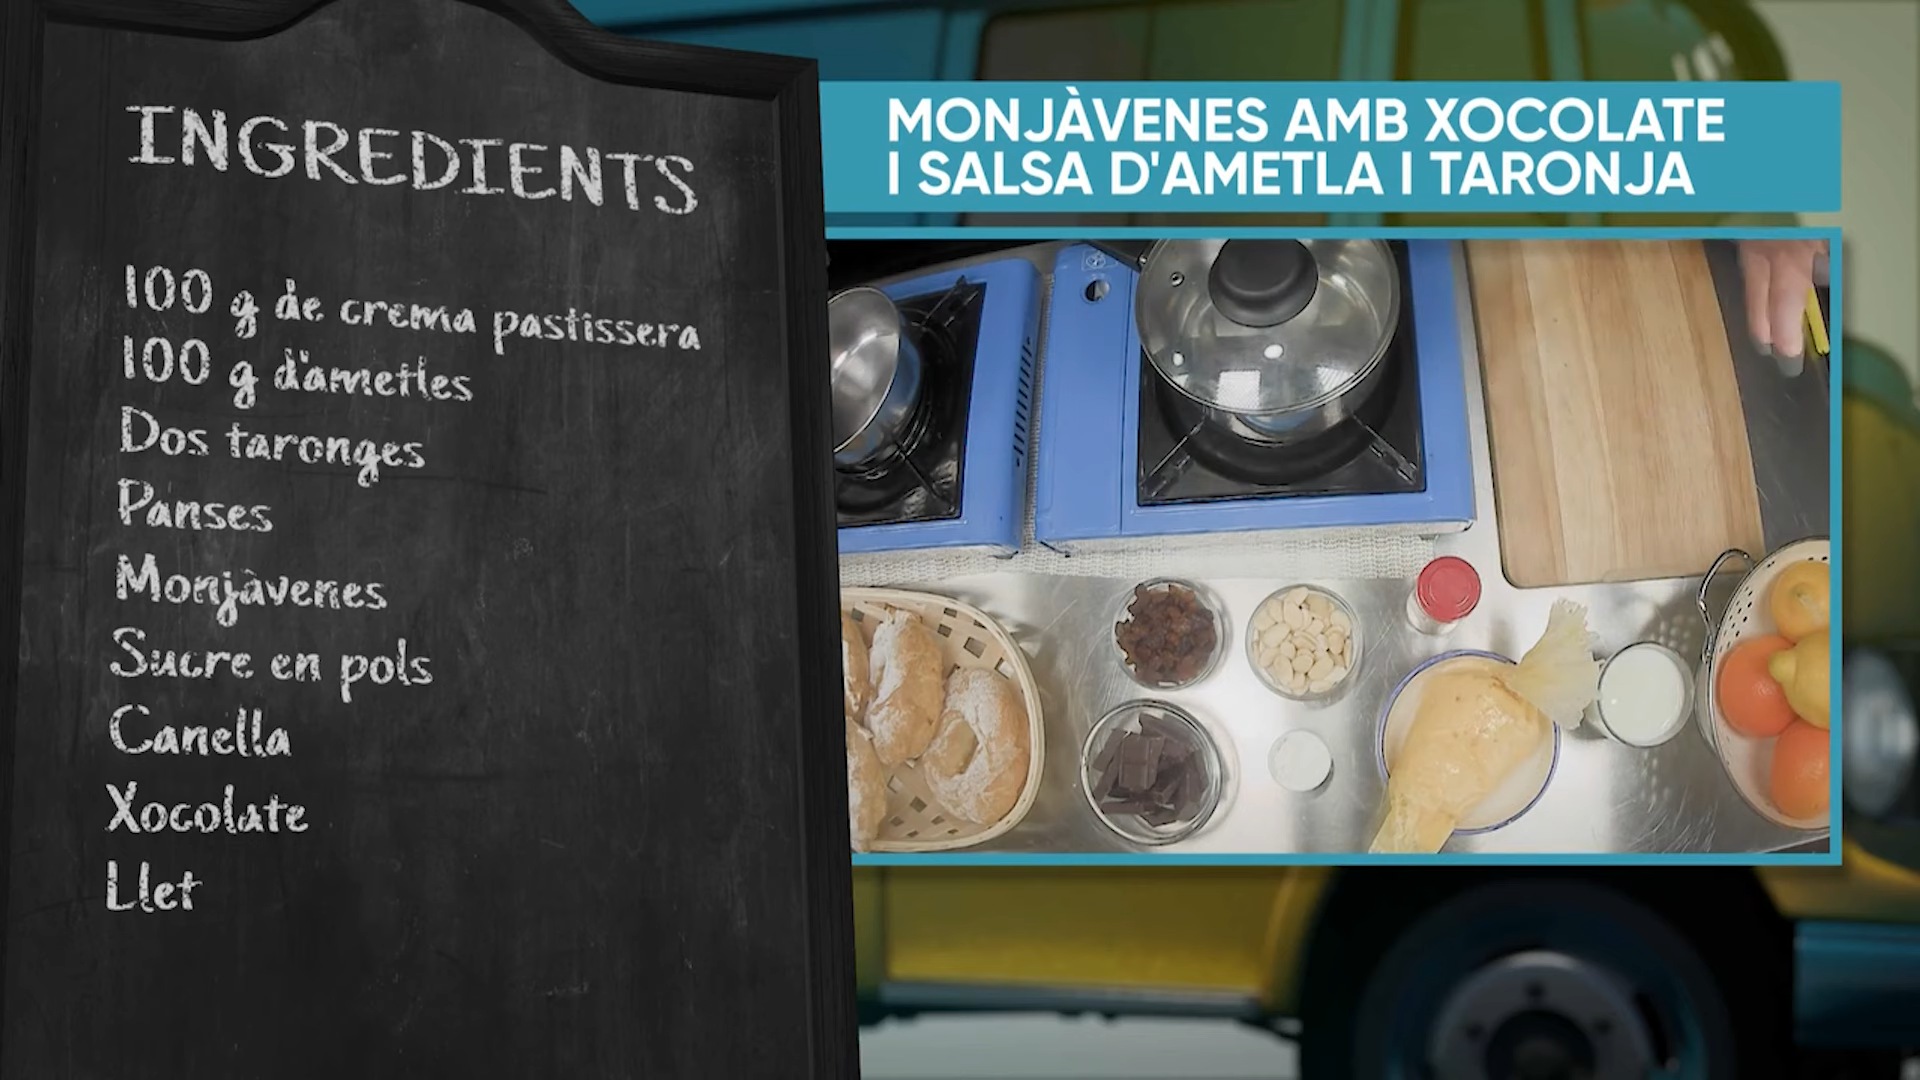 INGREDIENTS
100 g de crema pastissera
100 g d'ametles
Dos taronges
Panses
Monjàvenes
Sucre en pols
Canella
Xocolate
Llet
MONJÀVENES AMB XOCOLATE
I SALSA D'AMETLA I TARONJA